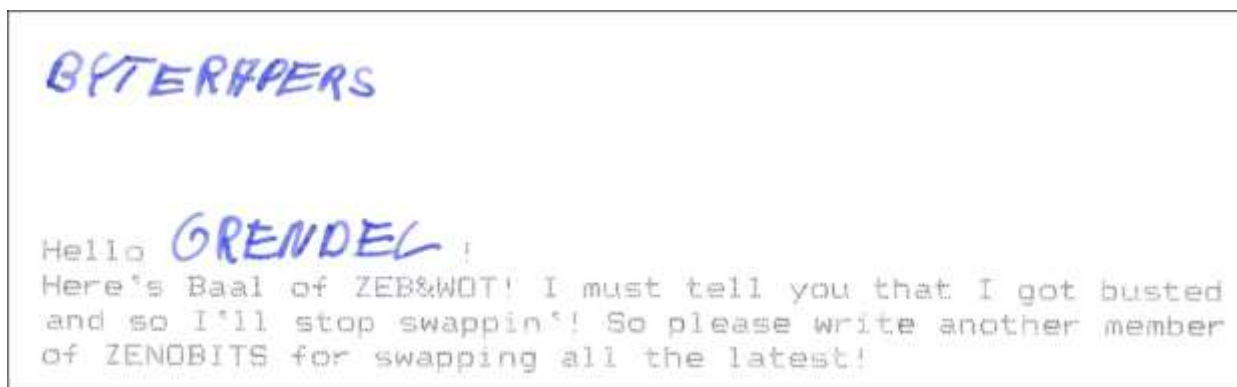 BYTERAPERS
Hello GRENDEL !
Here's Baal of ZEB&WOT! I must tell you that I got busted
and so I'll stop swappin'! So please write another member
of ZENOBITS for swapping all the latest!